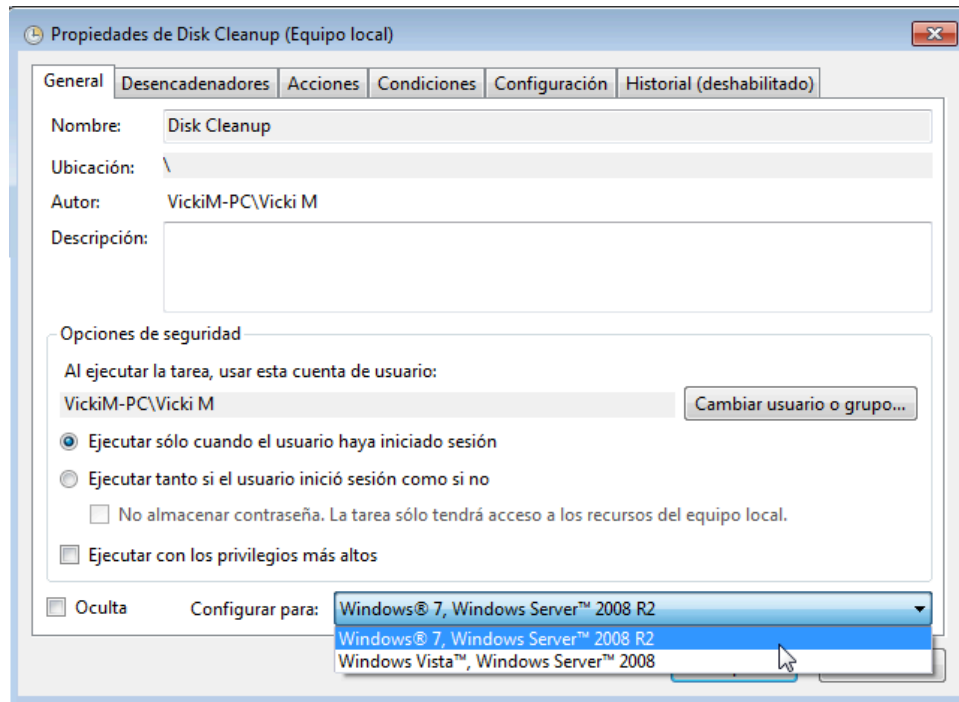 Propiedades de Disk Cleanup (Equipo local)
General Desencadenadores Acciones Condiciones Configuración Historial (deshabilitado)
Nombre: Disk Cleanup
Ubicación: \
Autor: VickiM-PC\Vicki M
Descripción:
Opciones de seguridad
Al ejecutar la tarea, usar esta cuenta de usuario:
VickiM-PC\Vicki M Cambiar usuario o grupo...
Ejecutar sólo cuando el usuario haya iniciado sesión
Ejecutar tanto si el usuario inició sesión como si no
No almacenar contraseña. La tarea sólo tendrá acceso a los recursos del equipo local.
Ejecutar con los privilegios más altos
Oculta Configurar para: Windows® 7, Windows Server™ 2008 R2
Windows® 7, Windows Server™ 2008 R2
Windows Vista™, Windows Server™ 2008